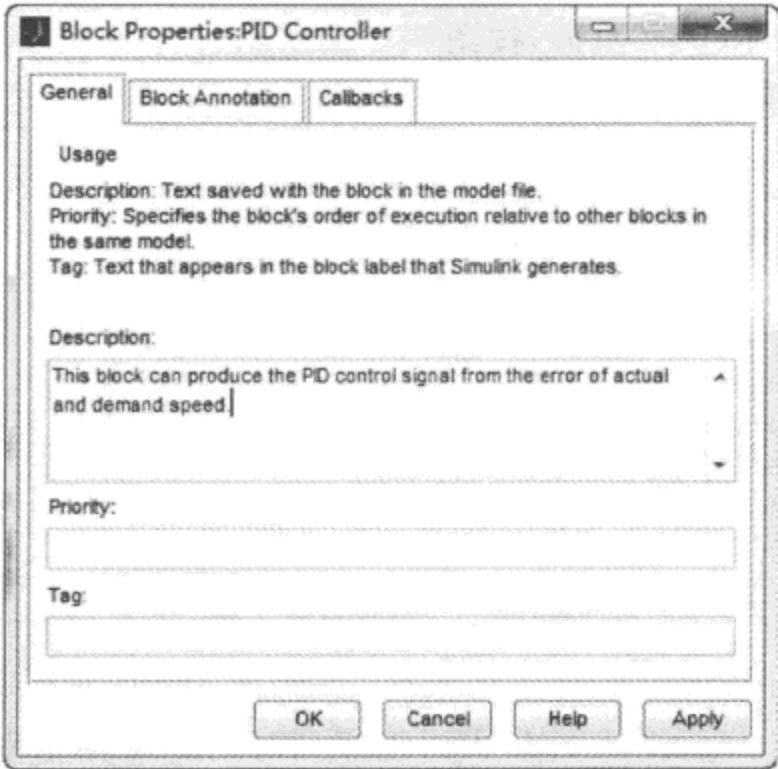 Block Properties:PID Controller
General
Block Annotation
Callbacks
Usage
Description: Text saved with the block in the model file.
Priority: Specifies the block's order of execution relative to other blocks in
the same model.
Tag: Text that appears in the block label that Simulink generates.
Description:
This block can produce the PID control signal from the error of actual
and demand speed.
Priority:
Tag:
OK
Cancel
Help
Apply